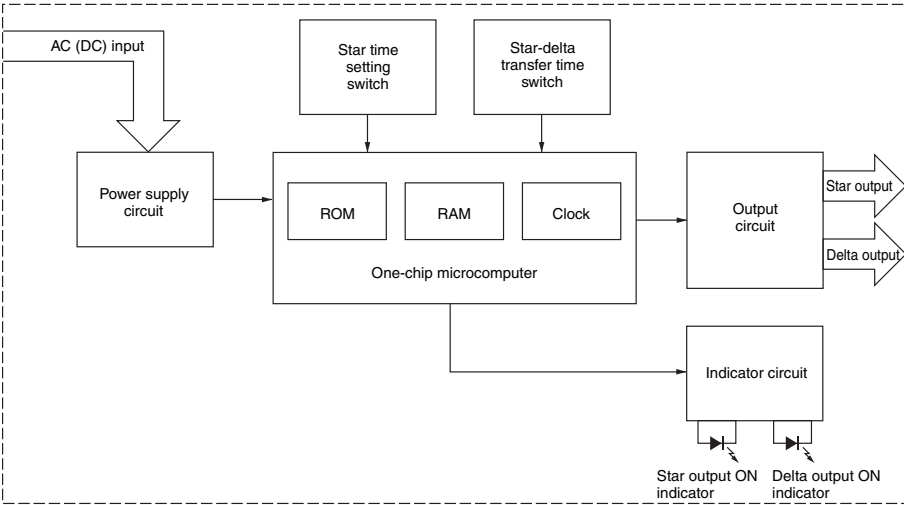 AC (DC) input
Star time
setting
switch
Star-delta
transfer time
switch
Power supply
circuit
ROM
RAM
Clock
One-chip microcomputer
Output
circuit
Star output
Delta output
Indicator circuit
Star output ON
indicator
Delta output ON
indicator